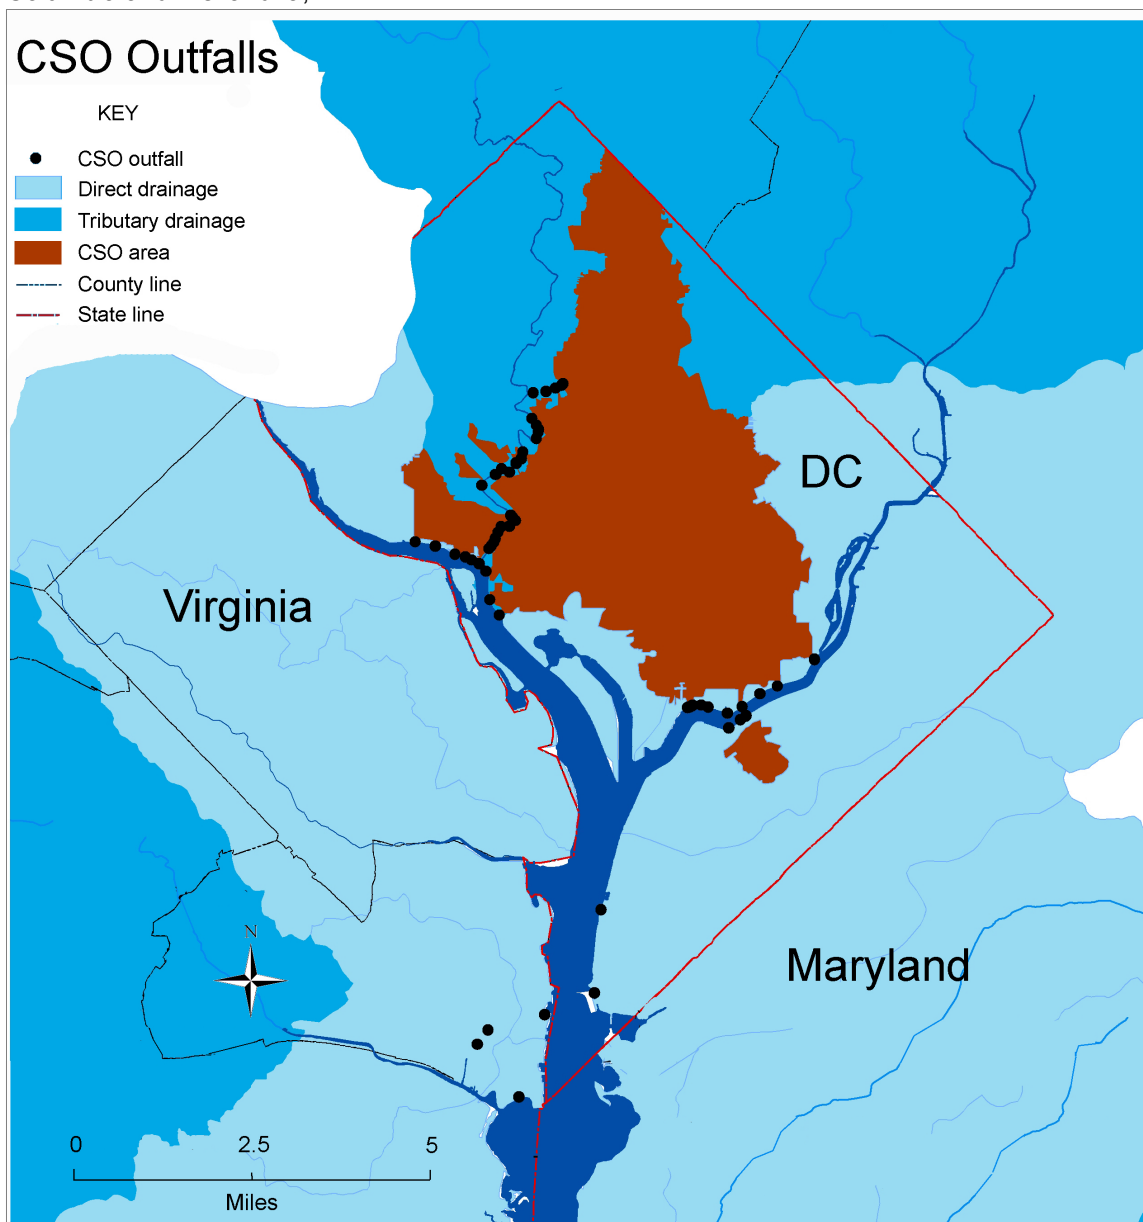 CSO Outfalls
KEY
CSO outfall
Direct drainage
Tributary drainage
CSO area
County line
State line
DC
Virginia
Maryland
N
0 2.5 5
Miles